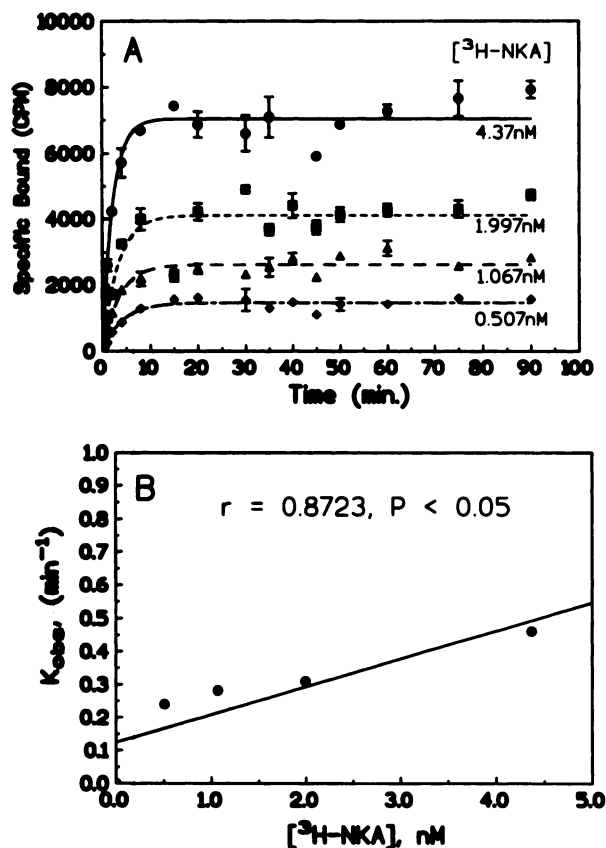 A
[³H-NKA]
10000
8000
6000
4000
2000
0
Specific Bound (CPM)
4.37nM
1.997nM
1.067nM
0.507nM
0 10 20 30 40 50 60 70 80 90 100
Time (min.)
B
r = 0.8723, P < 0.05
1.0
0.9
0.8
0.7
0.6
0.5
0.4
0.3
0.2
0.1
0.0
K_obs, (min⁻¹)
0.0 1.0 2.0 3.0 4.0 5.0
[³H-NKA], nM